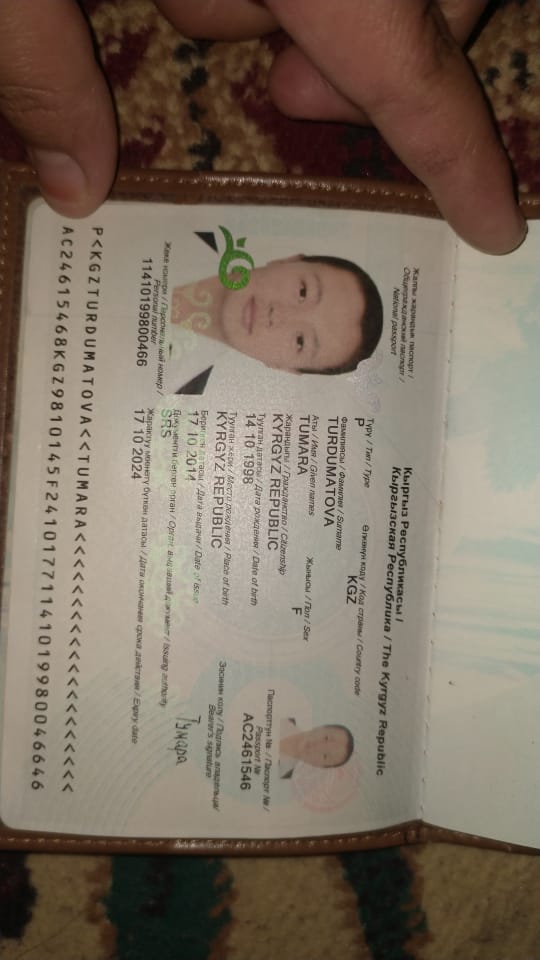 Кыргыз Республикасы /
Кыргызская Республика / The Kyrgyz Republic
Жалпы жарандык паспорт /
Общегражданский паспорт /
National passport
Түрү / Тип / Type
P
Өлкөнүн коду / Код страны / Country code
KGZ
Фамилиясы / Фамилия / Surname
TURDUMATOVA
Аты / Имя / Given names
TUMARA
Жынысы / Пол / Sex
F
Жарандыгы / Гражданство / Citizenship
KYRGYZ REPUBLIC
Туулган датасы / Дата рождения / Date of birth
14 10 1998
Паспорттун № / Паспорт № /
Passport №
AC2461546
Туулган жери / Место рождения / Place of birth
KYRGYZ REPUBLIC
Берилген датасы / Дата выдачи / Date of issue
17 10 2014
Ээсинин колу / Подпись владельца/
Bearer's signature
Тумара
Документти берген орган / Орган, выдавший документ / Issuing authority
SRS
Жарактуу мөөнөтү бүткөн датасы / Дата окончания срока действия / Expiry date
17 10 2024
Жеке номери / Персональный номер /
Personal number
11410199800466
P<KGZTURDUMATOVA<<TUMARA<<<<<<<<<<<<<<<<<<<<
AC24615468KGZ9810145F24101771141019980046646